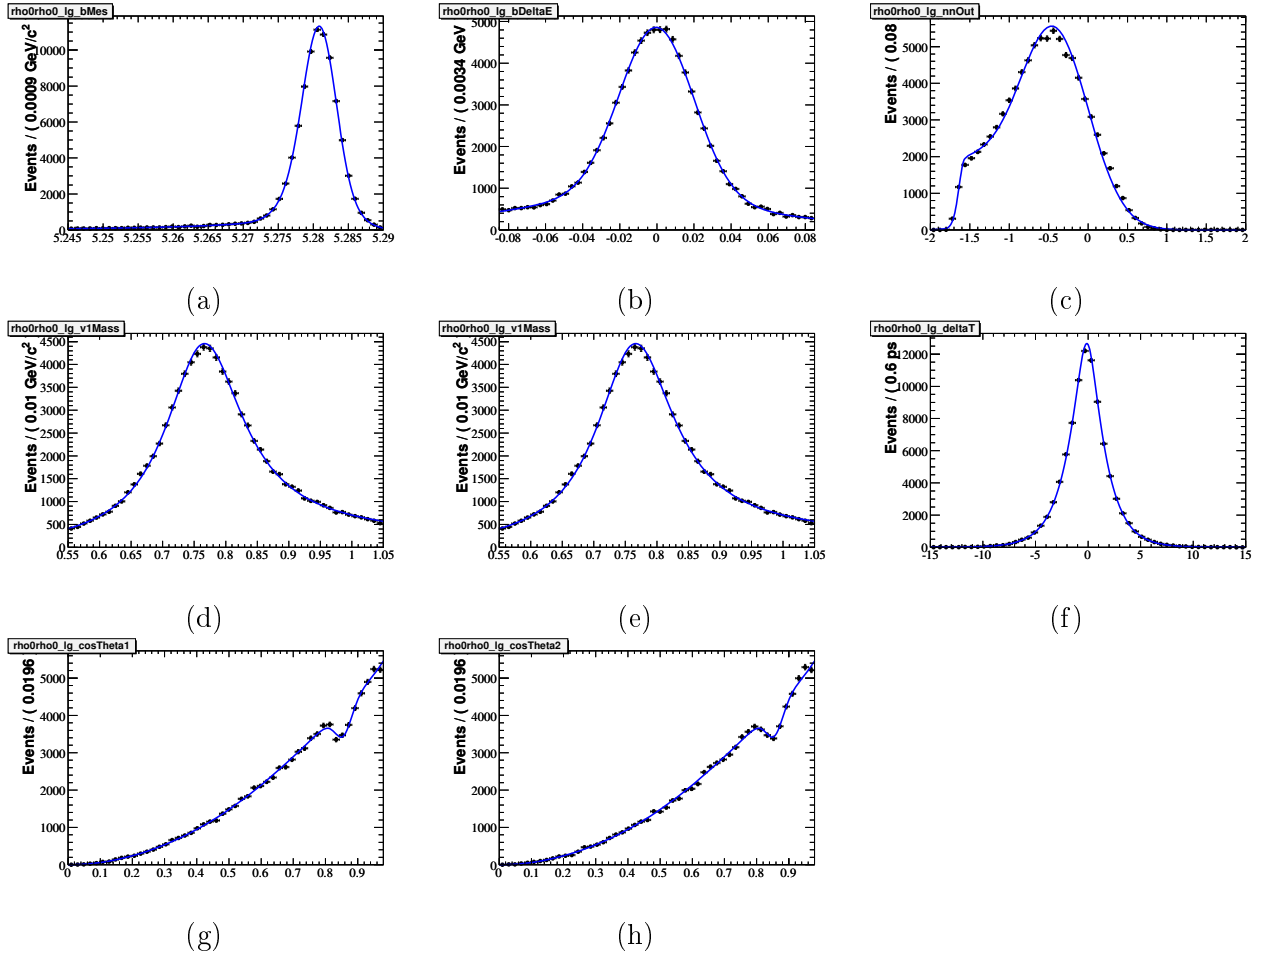 rho0rho0_lg_bMes
Events / ( 0.0009 GeV/c²
10000
8000
6000
4000
2000
0
5.245 5.25 5.255 5.26 5.265 5.27 5.275 5.28 5.285 5.29
(a)
rho0rho0_lg_bDeltaE
Events / ( 0.0034 GeV
5000
4000
3000
2000
1000
0
-0.08 -0.06 -0.04 -0.02 0 0.02 0.04 0.06 0.08
(b)
rho0rho0_lg_nnOut
Events / ( 0.08
5000
4000
3000
2000
1000
0
-2 -1.5 -1 -0.5 0 0.5 1 1.5 2
(c)
rho0rho0_lg_v1Mass
Events / ( 0.01 GeV/c²
4500
4000
3500
3000
2500
2000
1500
1000
500
0
0.55 0.6 0.65 0.7 0.75 0.8 0.85 0.9 0.95 1 1.05
(d)
rho0rho0_lg_v1Mass
Events / ( 0.01 GeV/c²
4500
4000
3500
3000
2500
2000
1500
1000
500
0
0.55 0.6 0.65 0.7 0.75 0.8 0.85 0.9 0.95 1 1.05
(e)
rho0rho0_lg_deltaT
Events / ( 0.6 ps
12000
10000
8000
6000
4000
2000
0
-15 -10 -5 0 5 10 15
(f)
rho0rho0_lg_cosTheta1
Events / ( 0.0196
5000
4000
3000
2000
1000
0
0 0.1 0.2 0.3 0.4 0.5 0.6 0.7 0.8 0.9
(g)
rho0rho0_lg_cosTheta2
Events / ( 0.0196
5000
4000
3000
2000
1000
0
0 0.1 0.2 0.3 0.4 0.5 0.6 0.7 0.8 0.9
(h)